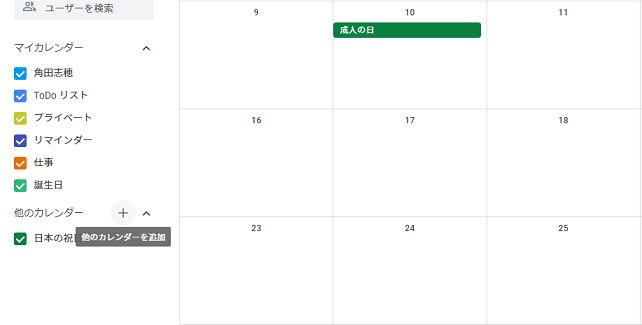 ユーザーを検索
マイカレンダー
角田志穂
ToDo リスト
プライベート
リマインダー
仕事
誕生日
他のカレンダー
日本の祝日
他のカレンダーを追加
9 10 11
成人の日
16 17 18
23 24 25